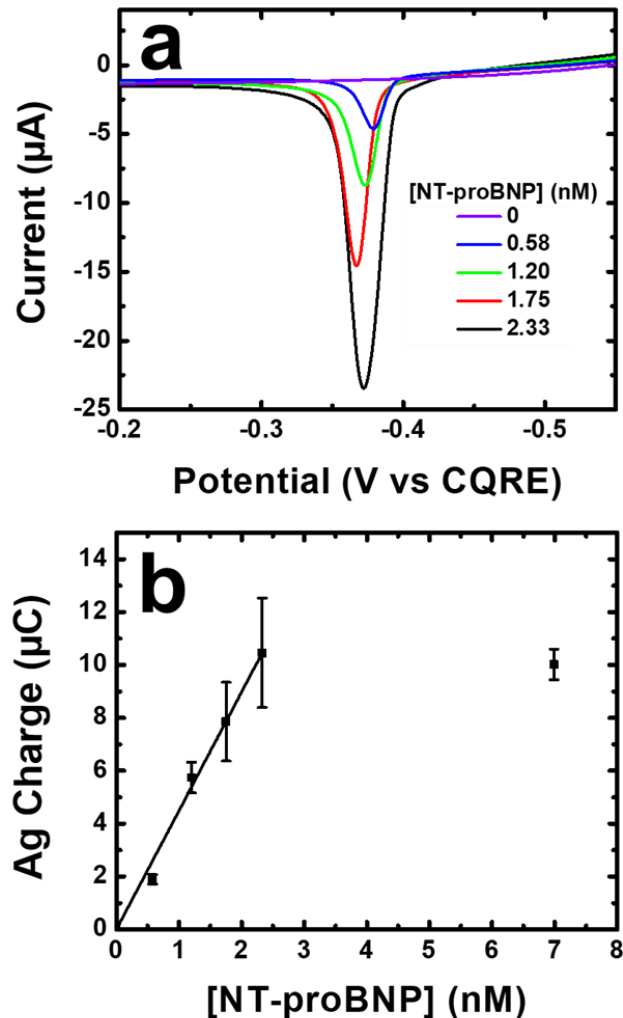 a
0
-5
-10
-15
-20
-25
Current (µA)
[NT-proBNP] (nM)
0
0.58
1.20
1.75
2.33
-0.2 -0.3 -0.4 -0.5
Potential (V vs CQRE)
b
14
12
10
8
6
4
2
0
Ag Charge (µC)
0 1 2 3 4 5 6 7 8
[NT-proBNP] (nM)